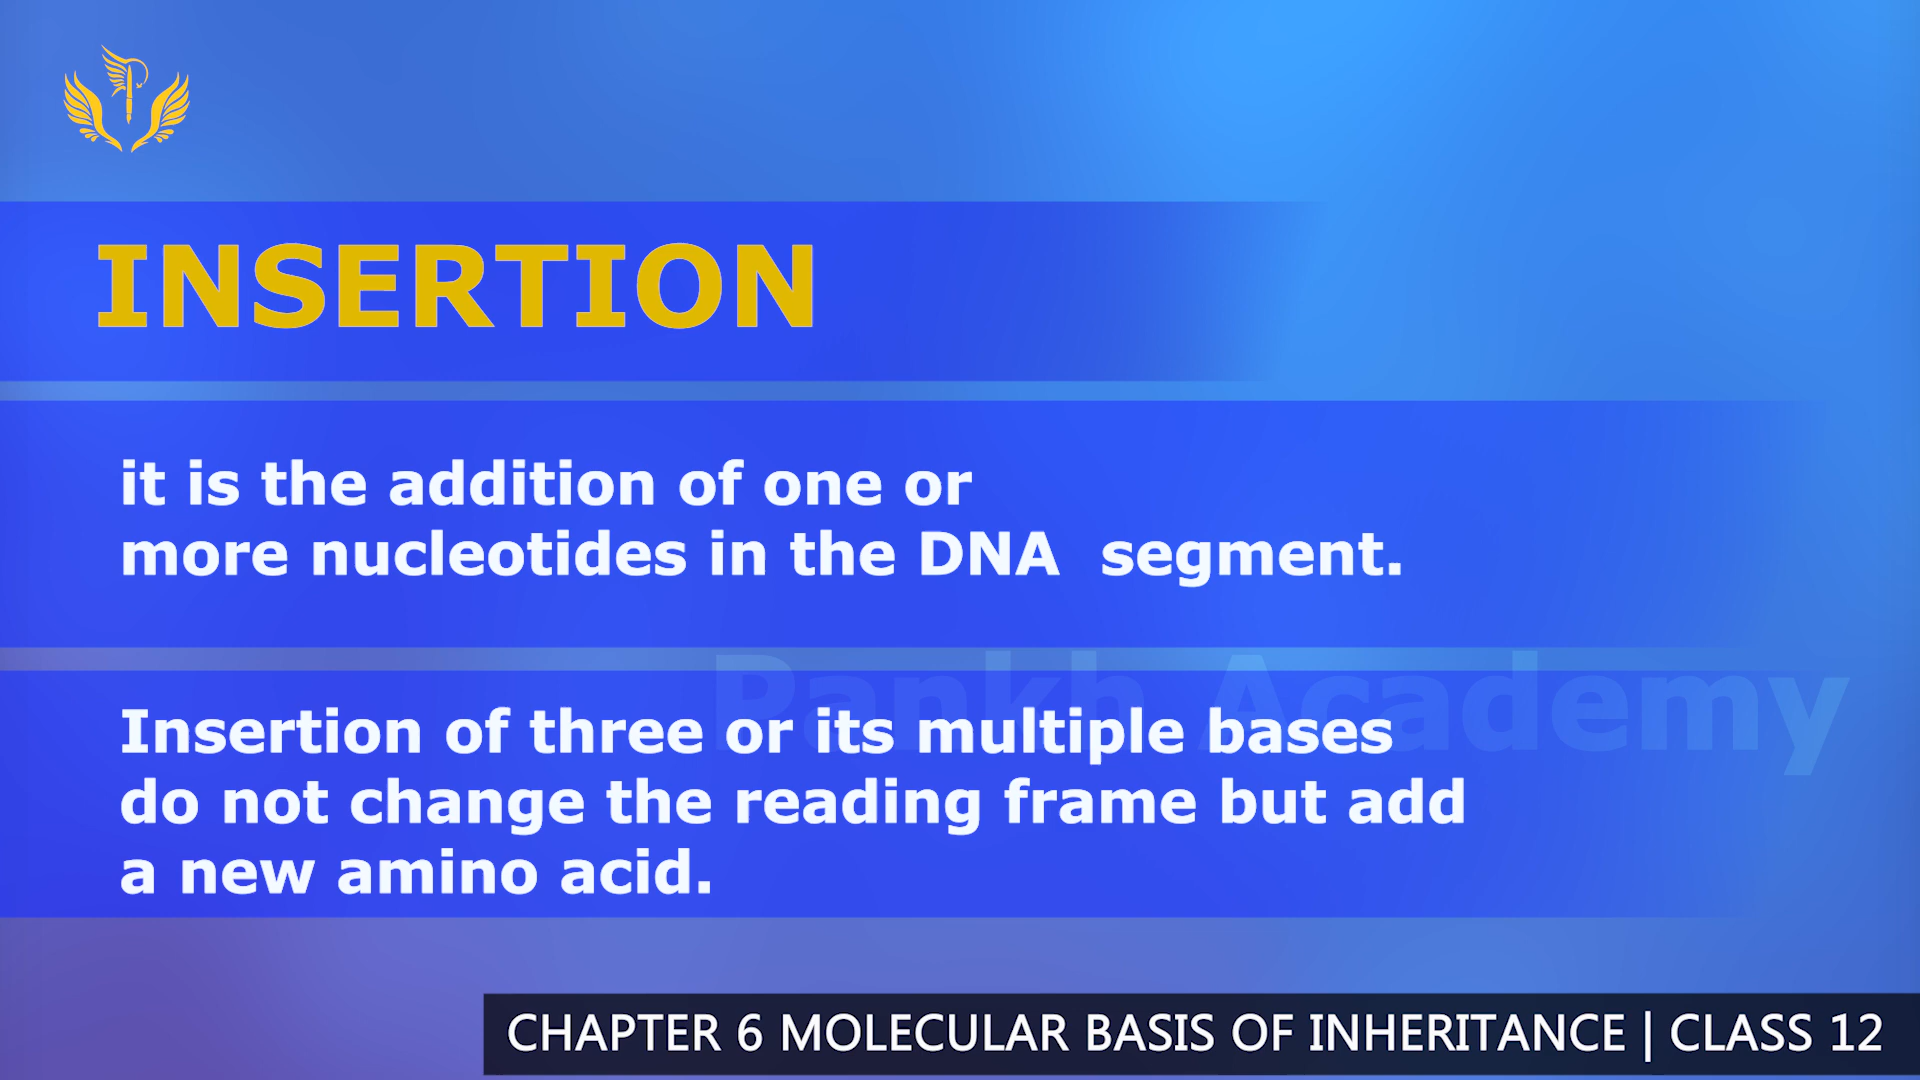 INSERTION
it is the addition of one or
more nucleotides in the DNA  segment.
Pankh Academy
Insertion of three or its multiple bases
do not change the reading frame but add
a new amino acid.
CHAPTER 6 MOLECULAR BASIS OF INHERITANCE | CLASS 12